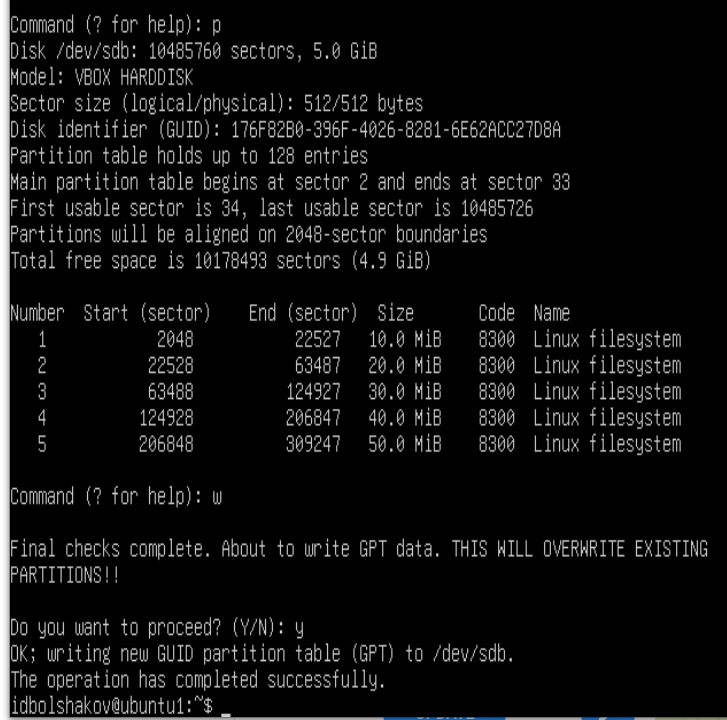 Command (? for help): p
Disk /dev/sdb: 10485760 sectors, 5.0 GiB
Model: VBOX HARDDISK
Sector size (logical/physical): 512/512 bytes
Disk identifier (GUID): 176F82B0-396F-4026-8281-6E62ACC27D8A
Partition table holds up to 128 entries
Main partition table begins at sector 2 and ends at sector 33
First usable sector is 34, last usable sector is 10485726
Partitions will be aligned on 2048-sector boundaries
Total free space is 10178493 sectors (4.9 GiB)
Number  Start (sector)    End (sector)  Size       Code  Name
   1            2048           22527   10.0 MiB    8300  Linux filesystem
   2           22528           63487   20.0 MiB    8300  Linux filesystem
   3           63488          124927   30.0 MiB    8300  Linux filesystem
   4          124928          206847   40.0 MiB    8300  Linux filesystem
   5          206848          309247   50.0 MiB    8300  Linux filesystem
Command (? for help): w
Final checks complete. About to write GPT data. THIS WILL OVERWRITE EXISTING
PARTITIONS!!
Do you want to proceed? (Y/N): y
OK; writing new GUID partition table (GPT) to /dev/sdb.
The operation has completed successfully.
idbolshakov@ubuntu1:~$ _